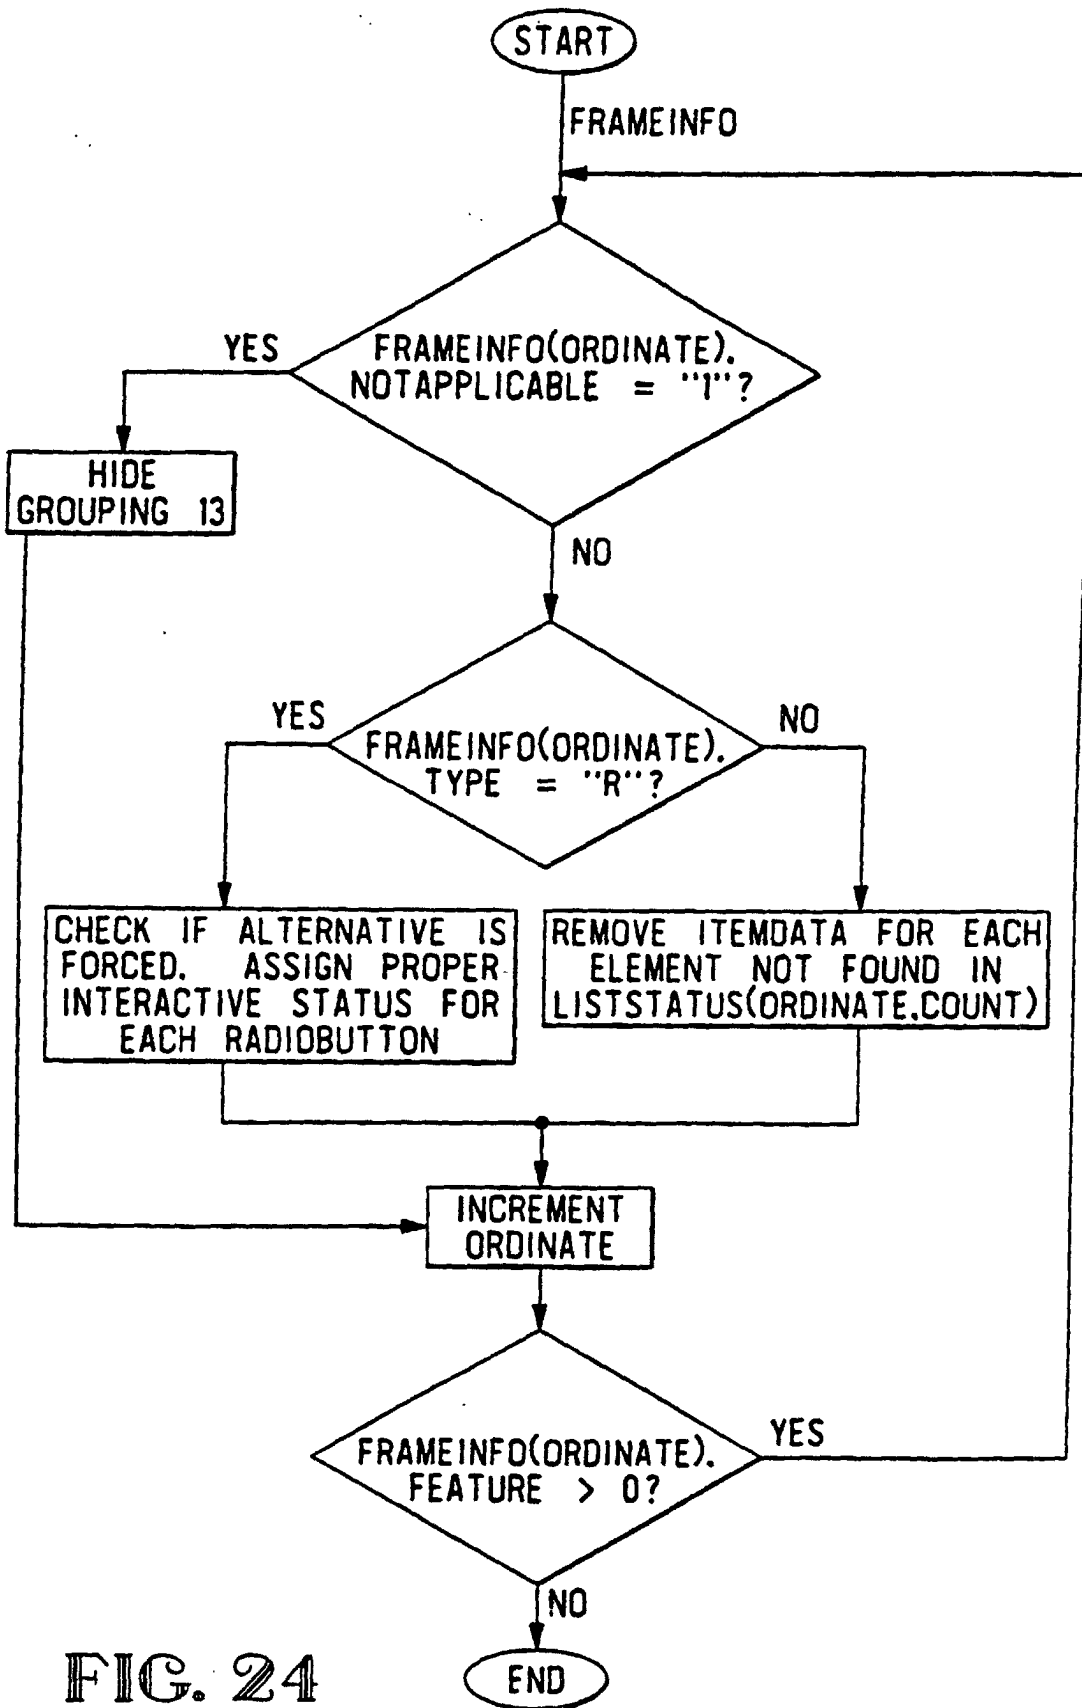 START
FRAMEINFO
YES
FRAMEINFO(ORDINATE).
NOTAPPLICABLE = "1"?
HIDE
GROUPING 13
NO
YES
NO
FRAMEINFO(ORDINATE).
TYPE = "R"?
CHECK IF ALTERNATIVE IS
FORCED. ASSIGN PROPER
INTERACTIVE STATUS FOR
EACH RADIOBUTTON
REMOVE ITEMDATA FOR EACH
ELEMENT NOT FOUND IN
LISTSTATUS(ORDINATE.COUNT)
INCREMENT
ORDINATE
FRAMEINFO(ORDINATE).
FEATURE > 0?
YES
NO
END
FIG. 24